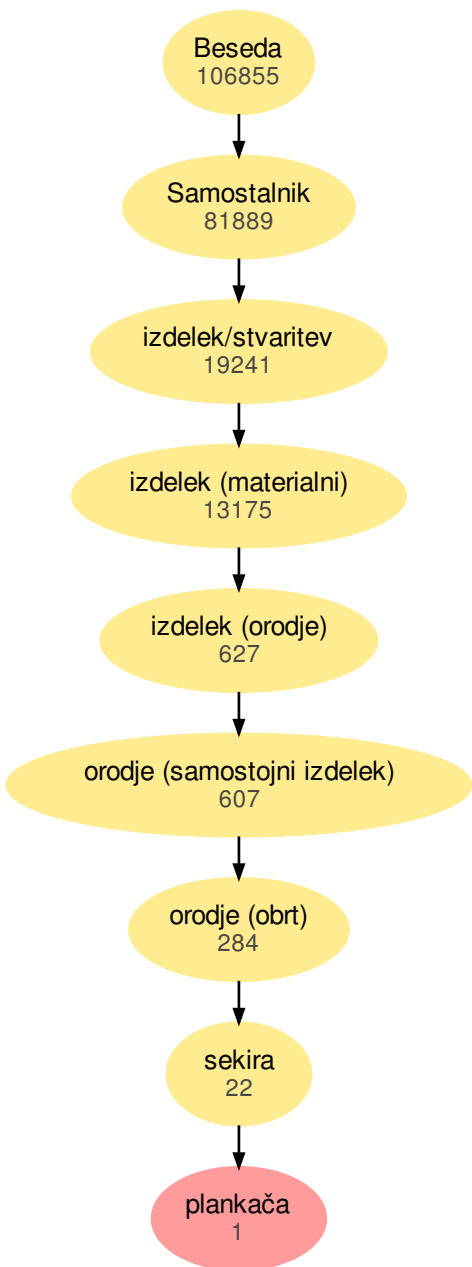 Beseda
106855
Samostalnik
81889
izdelek/stvaritev
19241
izdelek (materialni)
13175
izdelek (orodje)
627
orodje (samostojni izdelek)
607
orodje (obrt)
284
sekira
22
plankača
1